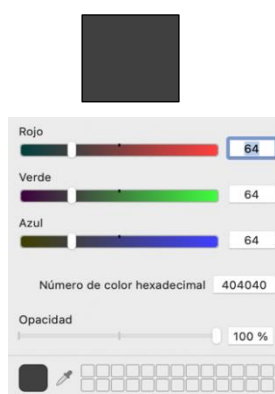 Rojo
64
Verde
64
Azul
64
Número de color hexadecimal 404040
Opacidad
100 %